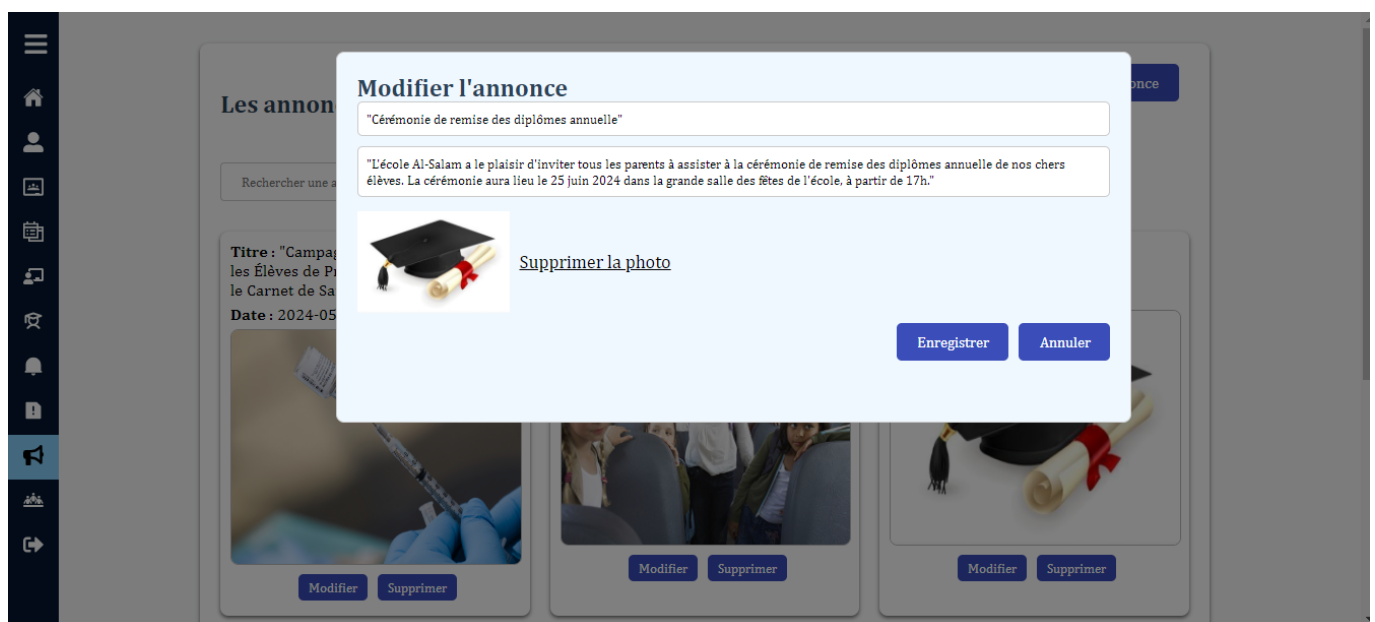 Modifier l'annonce
"Cérémonie de remise des diplômes annuelle"
"L'école Al-Salam a le plaisir d'inviter tous les parents à assister à la cérémonie de remise des diplômes annuelle de nos chers
élèves. La cérémonie aura lieu le 25 juin 2024 dans la grande salle des fêtes de l'école, à partir de 17h."
Supprimer la photo
Enregistrer Annuler
Les annon
once
Rechercher une a
Titre : "Campag
les Élèves de Pr
le Carnet de Sa
Date : 2024-05
Modifier Supprimer
Modifier Supprimer
Modifier Supprimer